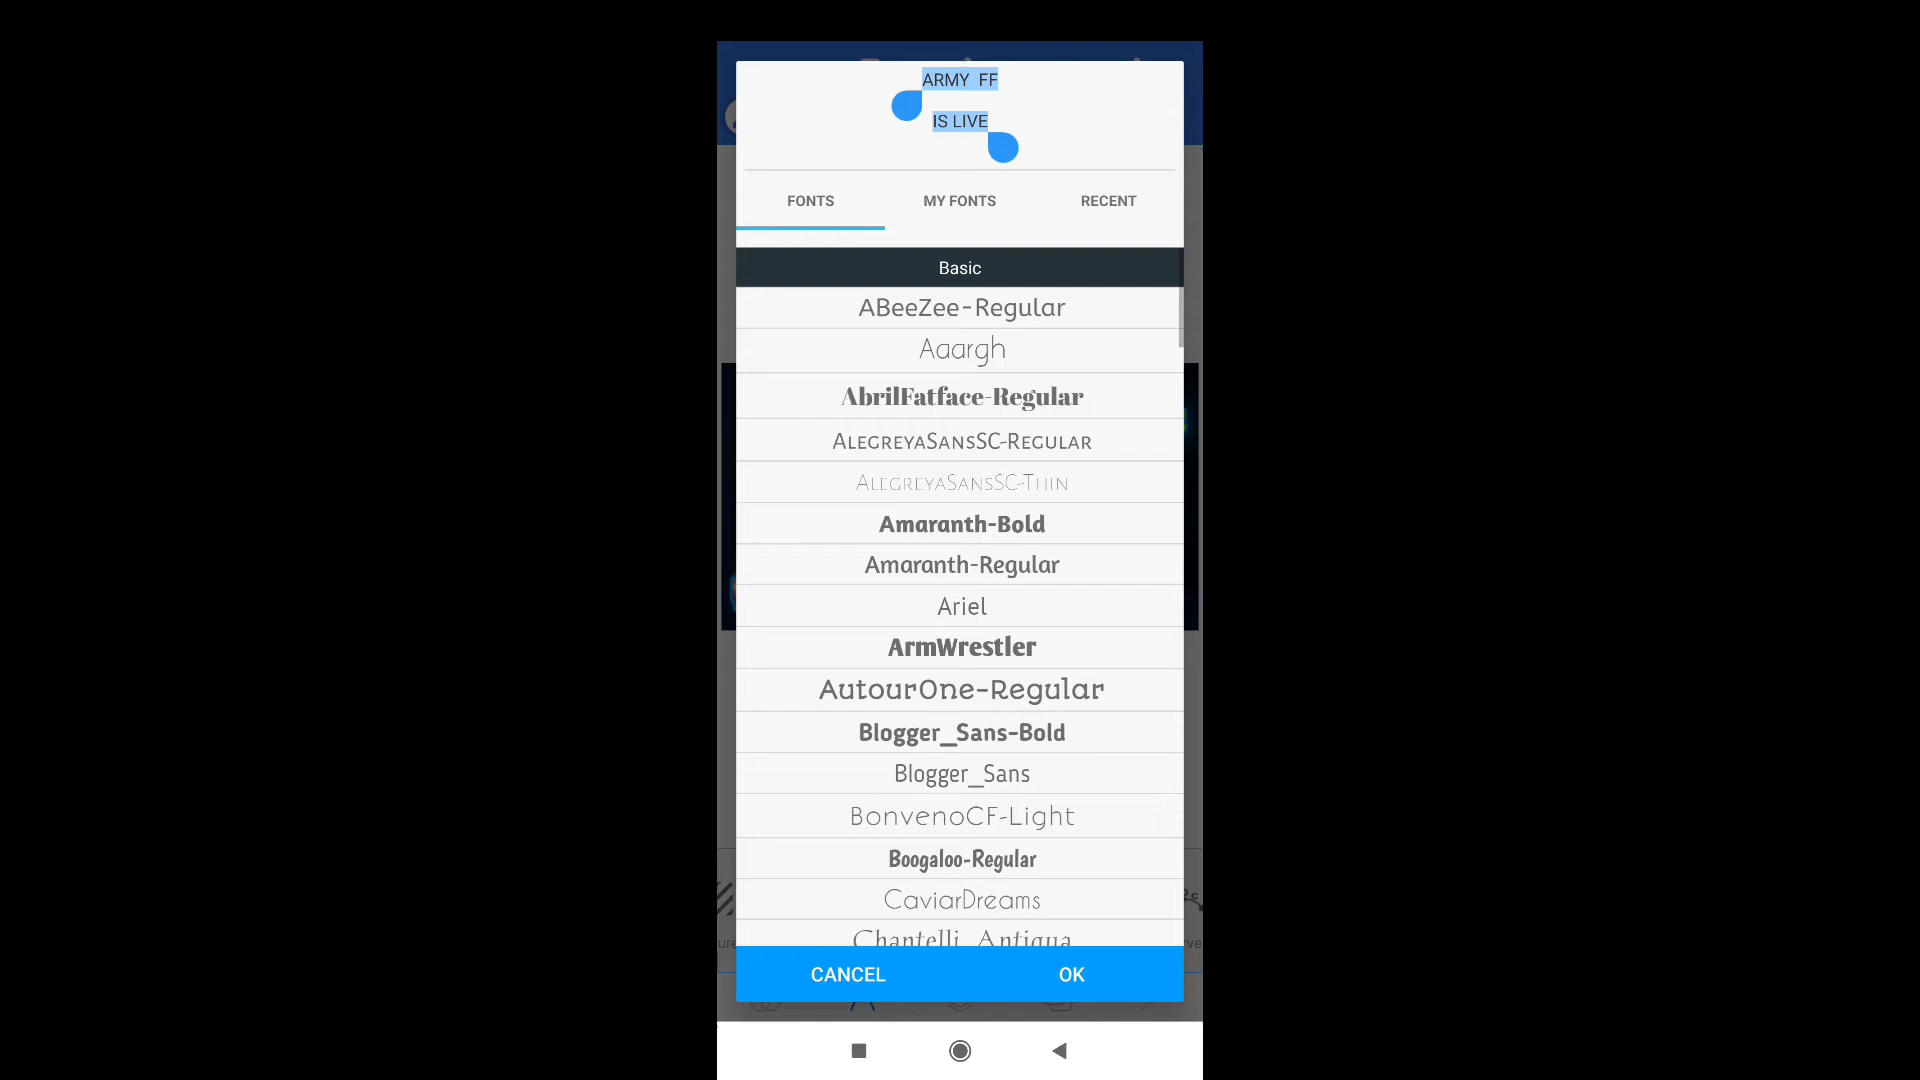 ARMY  FF
IS LIVE
FONTS
MY FONTS
RECENT
Basic
ABeeZee-Regular
Aaargh
AbrilFatface-Regular
AlegreyaSansSC-Regular
AlegreyaSansSC-Thin
Amaranth-Bold
Amaranth-Regular
Ariel
ArmWrestler
AutourOne-Regular
Blogger_Sans-Bold
Blogger_Sans
BonvenoCF-Light
Boogaloo-Regular
CaviarDreams
Chantelli_Antiqua
CANCEL
OK